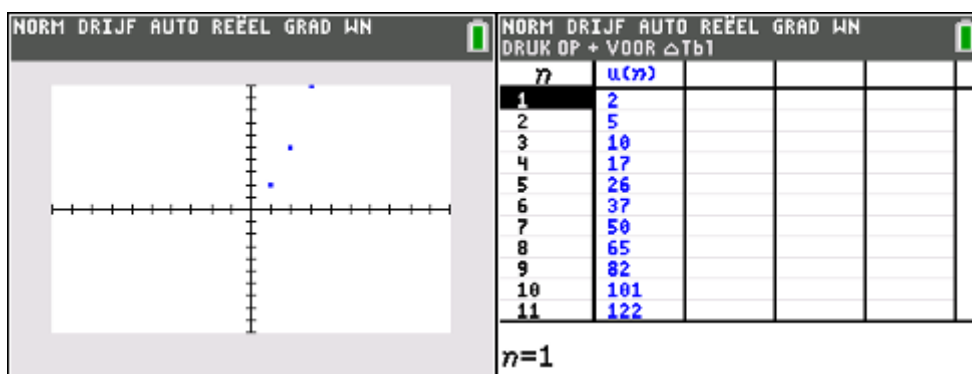 NORM DRIJF AUTO REËEL GRAD WN
NORM DRIJF AUTO REËEL GRAD WN
DRUK OP + VOOR △Tbl
n u(n)
1 2
2 5
3 10
4 17
5 26
6 37
7 50
8 65
9 82
10 101
11 122
n=1